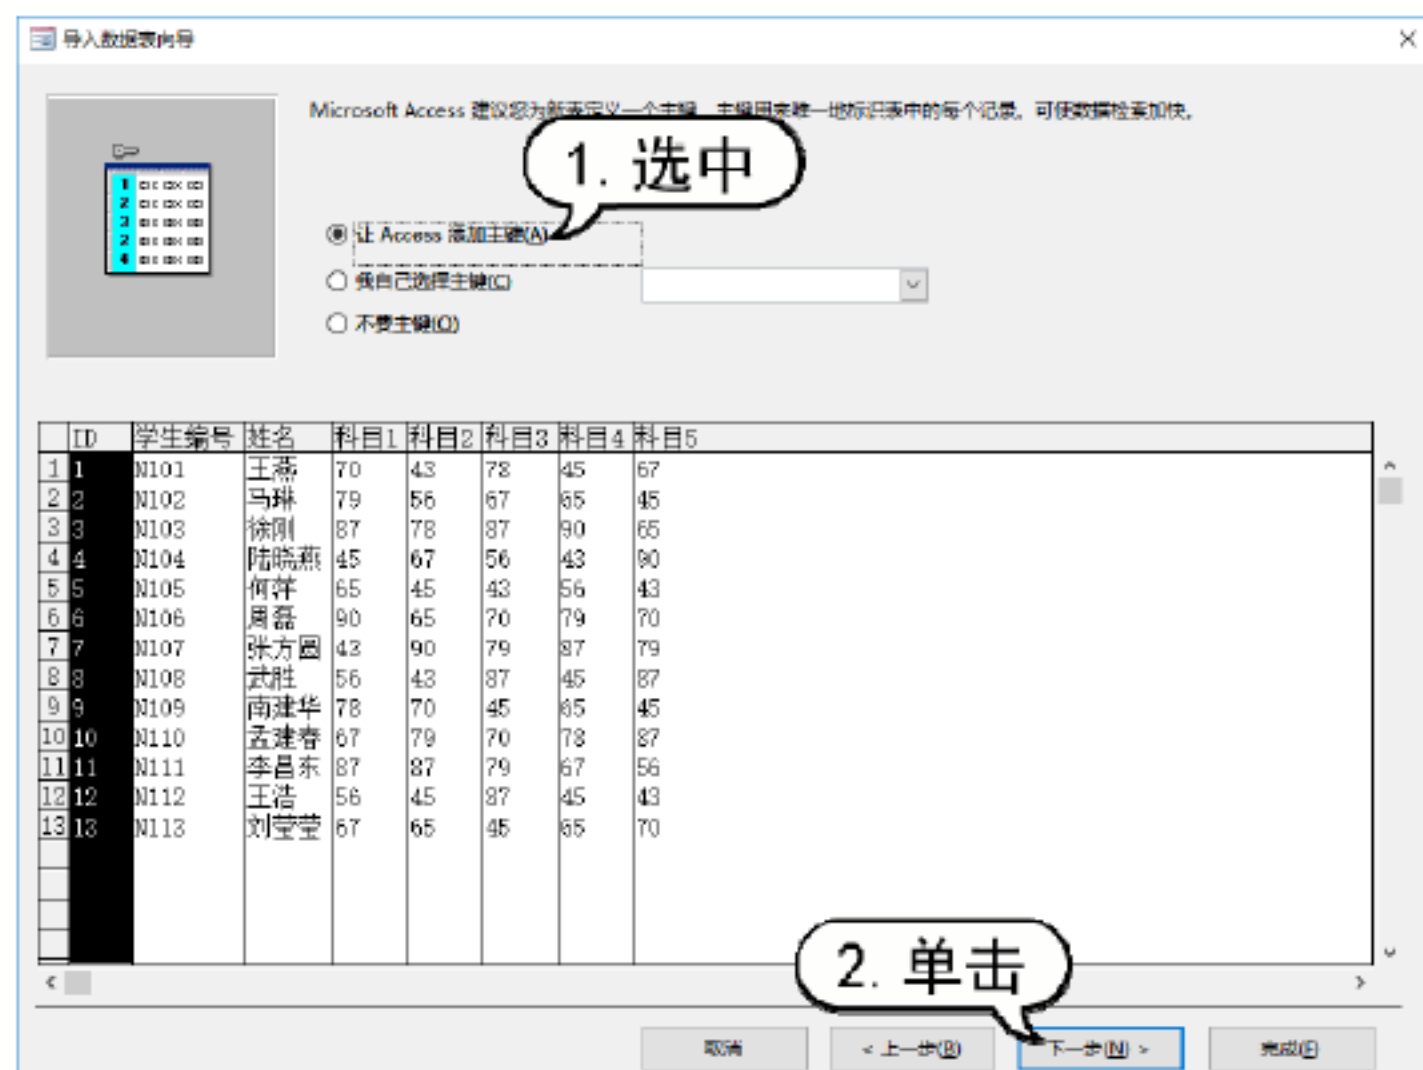 导入数据表向导
Microsoft Access 建议您为新表定义一个主键。主键用来唯一地标识表中的每个记录。可使数据检索加快。
1. 选中
让 Access 添加主键(A)
我自己选择主键(C)
不要主键(O)
ID 学生编号 姓名 科目1 科目2 科目3 科目4 科目5
1 1 N101 王燕 70 43 78 45 67
2 2 N102 马琳 79 56 67 65 45
3 3 N103 徐刚 87 78 87 90 65
4 4 N104 陆晓燕 45 67 56 43 90
5 5 N105 何萍 65 45 43 56 43
6 6 N106 周磊 90 65 70 79 70
7 7 N107 张方圆 43 90 79 87 79
8 8 N108 武胜 56 43 87 45 87
9 9 N109 南建华 78 70 45 65 45
10 10 N110 孟建春 67 79 70 78 87
11 11 N111 李昌东 87 87 79 67 56
12 12 N112 王浩 56 45 87 45 43
13 13 N113 刘莹莹 67 65 45 65 70
2. 单击
取消 < 上一步(B) 下一步(N) > 完成(F)